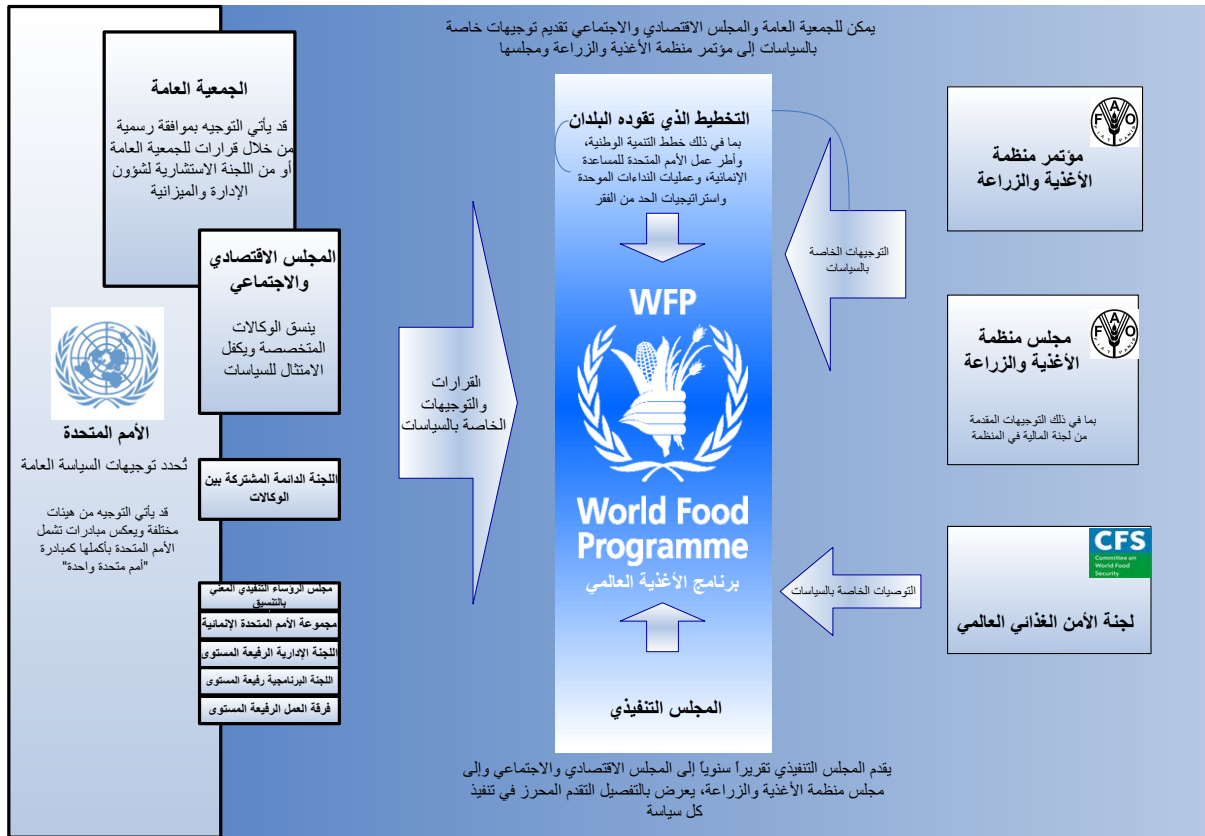 يمكن للجمعية العامة والمجلس الاقتصادي والاجتماعي تقديم توجيهات خاصة
بالسياسات إلى مؤتمر منظمة الأغذية والزراعة ومجلسها
الجمعية العامة
قد يأتي التوجيه بموافقة رسمية
من خلال قرارات للجمعية العامة
أو من اللجنة الاستشارية لشؤون
الإدارة والميزانية
المجلس الاقتصادي
والاجتماعي
ينسق الوكالات
المتخصصة ويكفل
الامتثال للسياسات
الأمم المتحدة
تُحدد توجيهات السياسة العامة
قد يأتي التوجيه من هيئات
مختلفة ويعكس مبادرات تشمل
الأمم المتحدة بأكملها كمبادرة
"أمم متحدة واحدة"
اللجنة الدائمة المشتركة بين
الوكالات
مجلس الرؤساء التنفيذي المعني
بالتنسيق
مجموعة الأمم المتحدة الإنمائية
اللجنة الإدارية الرفيعة المستوى
اللجنة البرنامجية رفيعة المستوى
فرقة العمل الرفيعة المستوى
القرارات
والتوجيهات
الخاصة بالسياسات
التخطيط الذي تقوده البلدان
بما في ذلك خطط التنمية الوطنية،
وأطر عمل الأمم المتحدة للمساعدة
الإنمائية، وعمليات النداءات الموحدة
واستراتيجيات الحد من الفقر
WFP
World Food
Programme
برنامج الأغذية العالمي
المجلس التنفيذي
التوجيهات الخاصة
بالسياسات
التوصيات الخاصة بالسياسات
FAO
FIAT PANIS
مؤتمر منظمة
الأغذية والزراعة
FAO
FIAT PANIS
مجلس منظمة
الأغذية والزراعة
بما في ذلك التوجيهات المقدمة
من لجنة المالية في المنظمة
CFS
Committee on
World Food
Security
لجنة الأمن الغذائي العالمي
يقدم المجلس التنفيذي تقريراً سنوياً إلى المجلس الاقتصادي والاجتماعي وإلى
مجلس منظمة الأغذية والزراعة، يعرض بالتفصيل التقدم المحرز في تنفيذ
كل سياسة